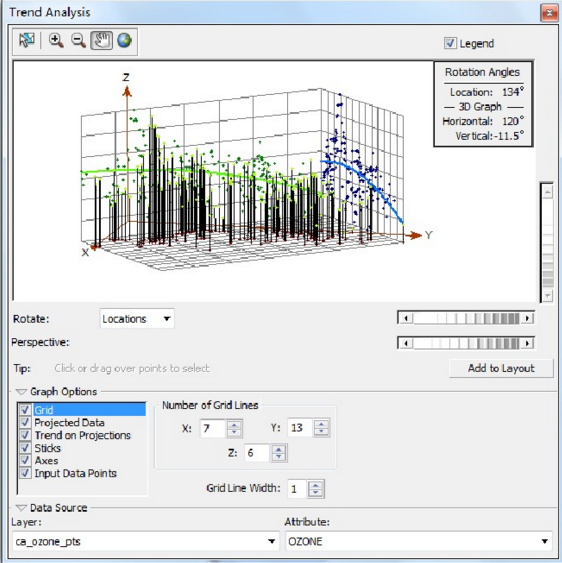 Trend Analysis
Legend
Rotation Angles
Location: 134°
3D Graph
Horizontal: 120°
Vertical:-11.5°
Z
X
Y
Rotate: Locations
Perspective:
Tip: Click or drag over points to select
Add to Layout
Graph Options
Grid
Projected Data
Trend on Projections
Sticks
Axes
Input Data Points
Number of Grid Lines
X: 7 Y: 13
Z: 6
Grid Line Width: 1
Data Source
Layer: Attribute:
ca_ozone_pts OZONE